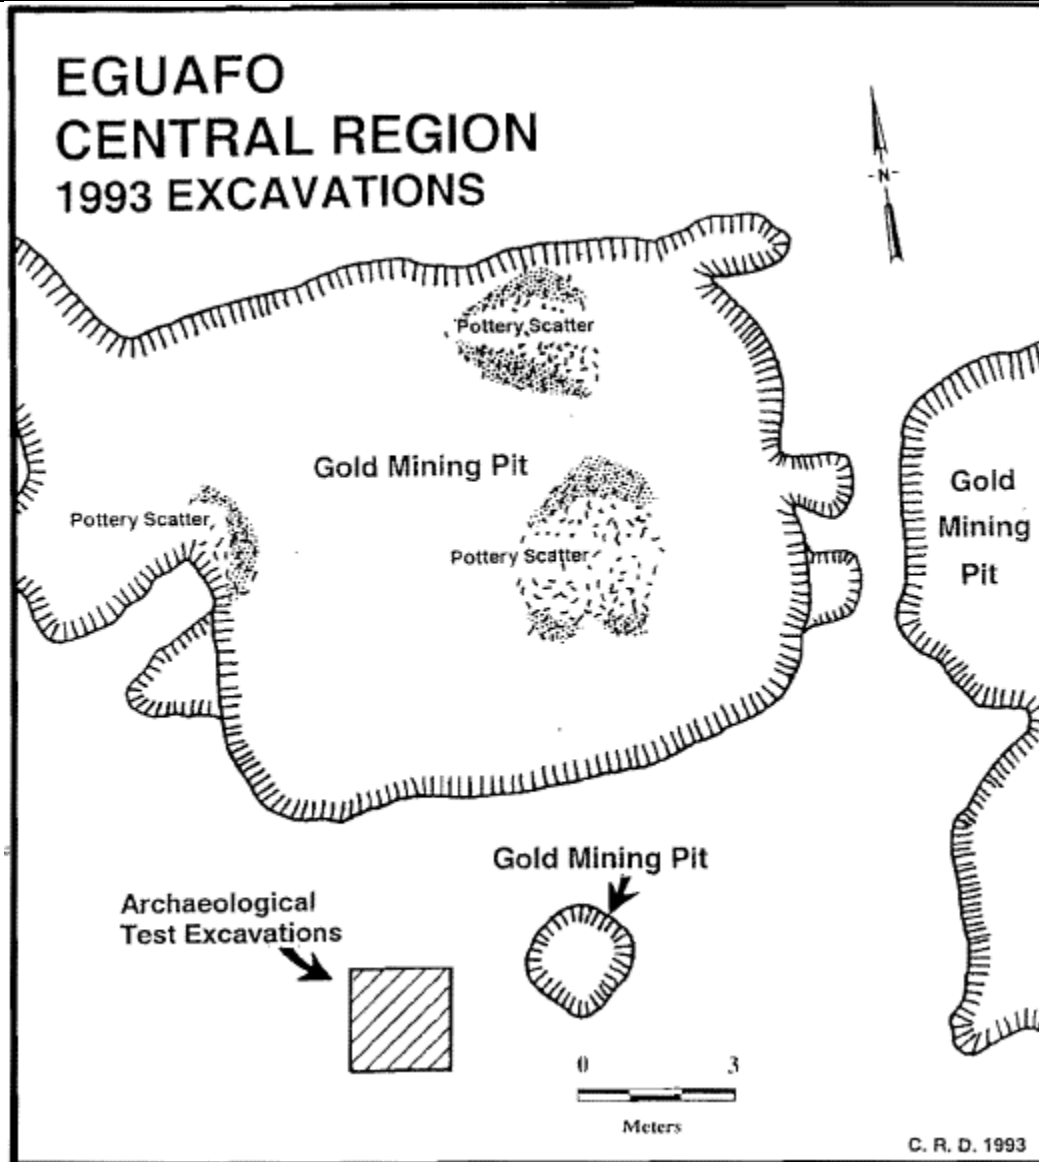 EGUAFO
CENTRAL REGION
1993 EXCAVATIONS
-N-
Pottery Scatter
Gold Mining Pit
Gold
Mining
Pit
Pottery Scatter
Pottery Scatter
Gold Mining Pit
Archaeological
Test Excavations
0 3
Meters
C. R. D. 1993